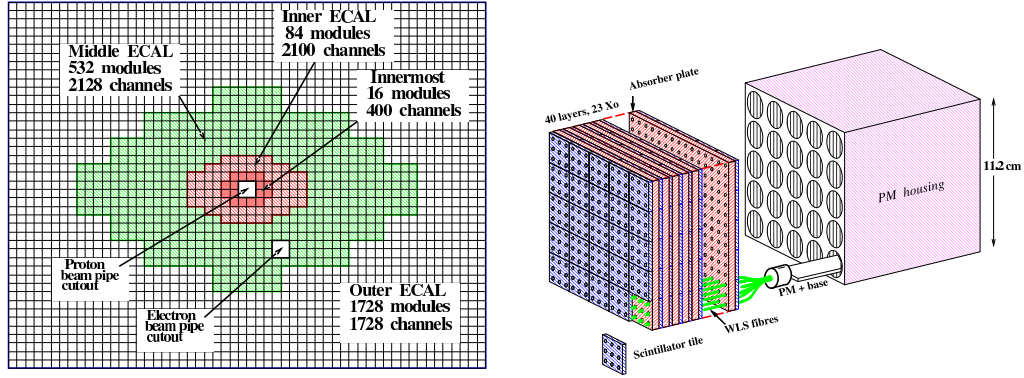 Inner ECAL
84 modules
2100 channels
Middle ECAL
532 modules
2128 channels
Innermost
16 modules
400 channels
Proton
beam pipe
cutout
Electron
beam pipe
cutout
Outer ECAL
1728 modules
1728 channels
Absorber plate
40 layers, 23 Xo
PM housing
11.2 cm
PM + base
WLS fibres
Scintillator tile